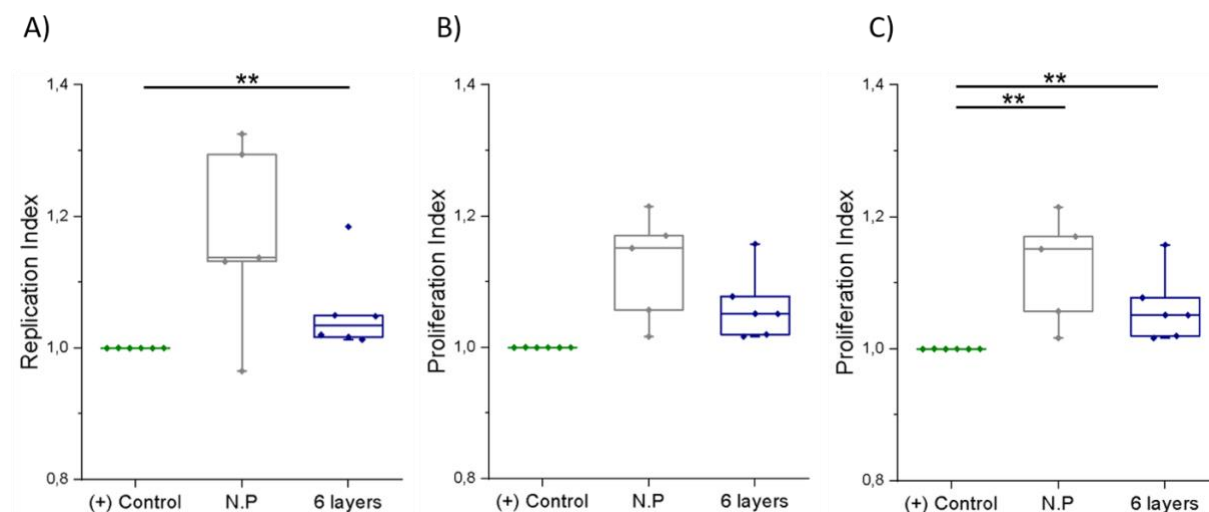 A)
**
1,4
1,2
1,0
0,8
Replication Index
(+) Control N.P 6 layers
B)
1,4
1,2
1,0
0,8
Proliferation Index
(+) Control N.P 6 layers
C)
**
**
1,4
1,2
1,0
0,8
Proliferation Index
(+) Control N.P 6 layers